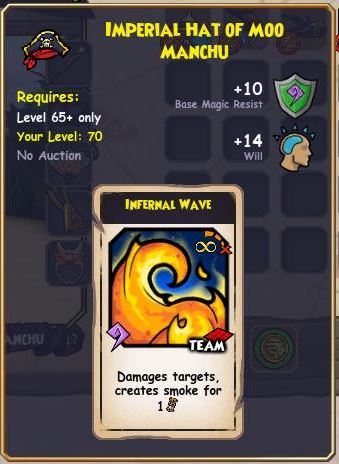 IMPERIAL HAT OF MOO
MANCHU
Requires:
Level 65+ only
Your Level: 70
No Auction
+10
Base Magic Resist
+14
Will
INFERNAL WAVE
TEAM
Damages targets,
creates smoke for
1
ANCHU